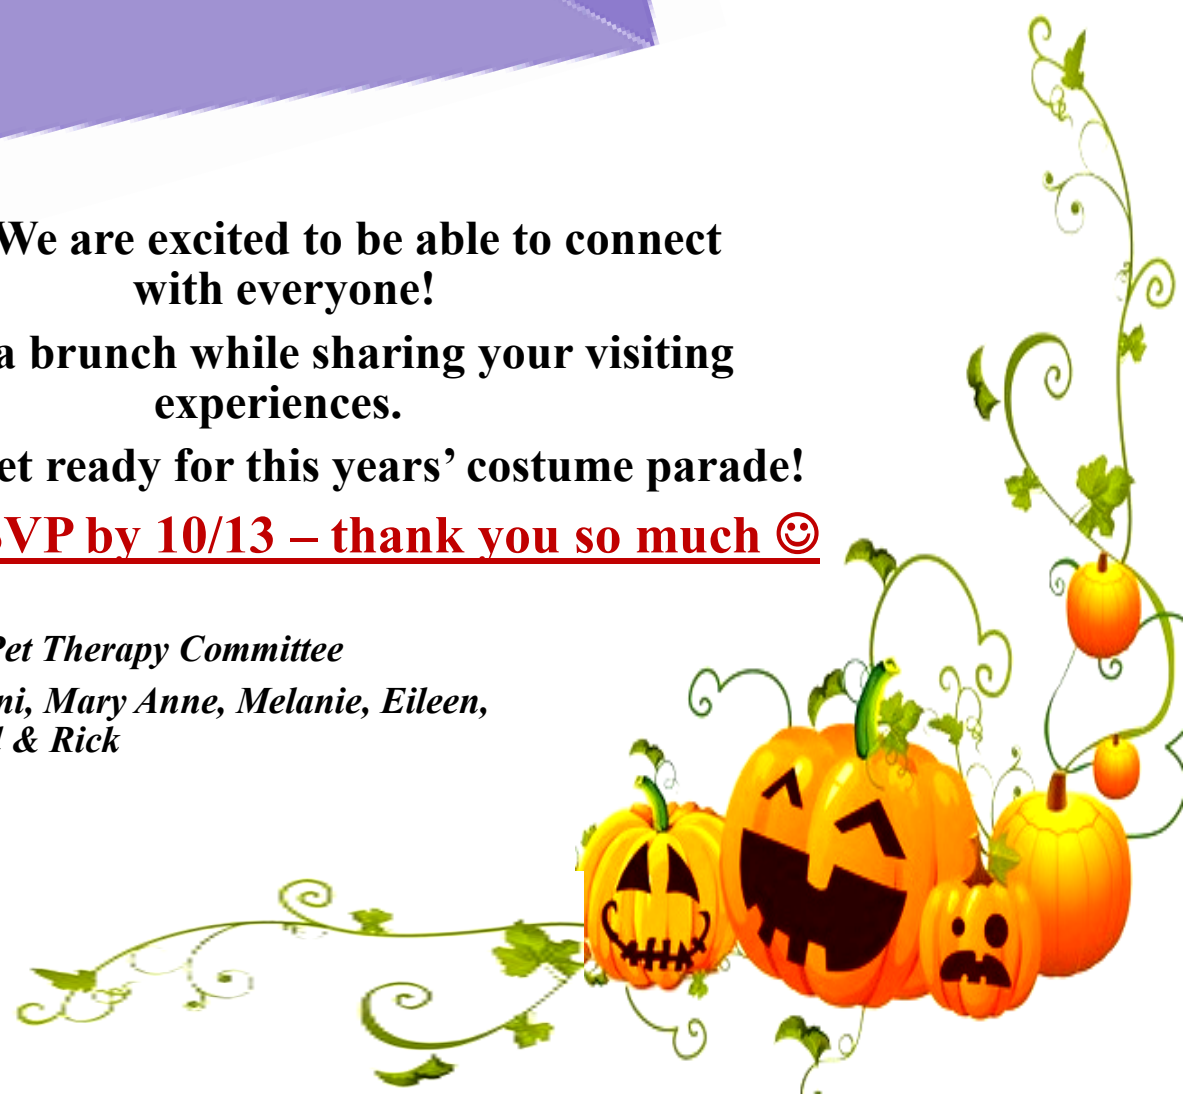 We are excited to be able to connect
with everyone!
a brunch while sharing your visiting
experiences.
et ready for this years’ costume parade!
VP by 10/13 – thank you so much ☺
Pet Therapy Committee
ni, Mary Anne, Melanie, Eileen,
& Rick